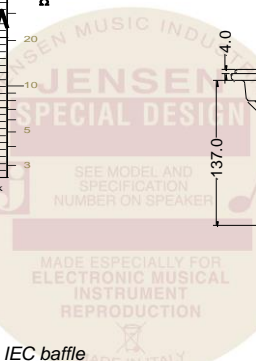 Ω
20
10
5
3
k
4.0
137.0
JENSEN MUSIC INDU
JENSEN
SPECIAL DESIGN
SEE MODEL AND
SPECIFICATION
NUMBER ON SPEAKER
MADE ESPECIALLY FOR
ELECTRONIC MUSICAL
INSTRUMENT
REPRODUCTION
MADE IN ITALY
IEC baffle